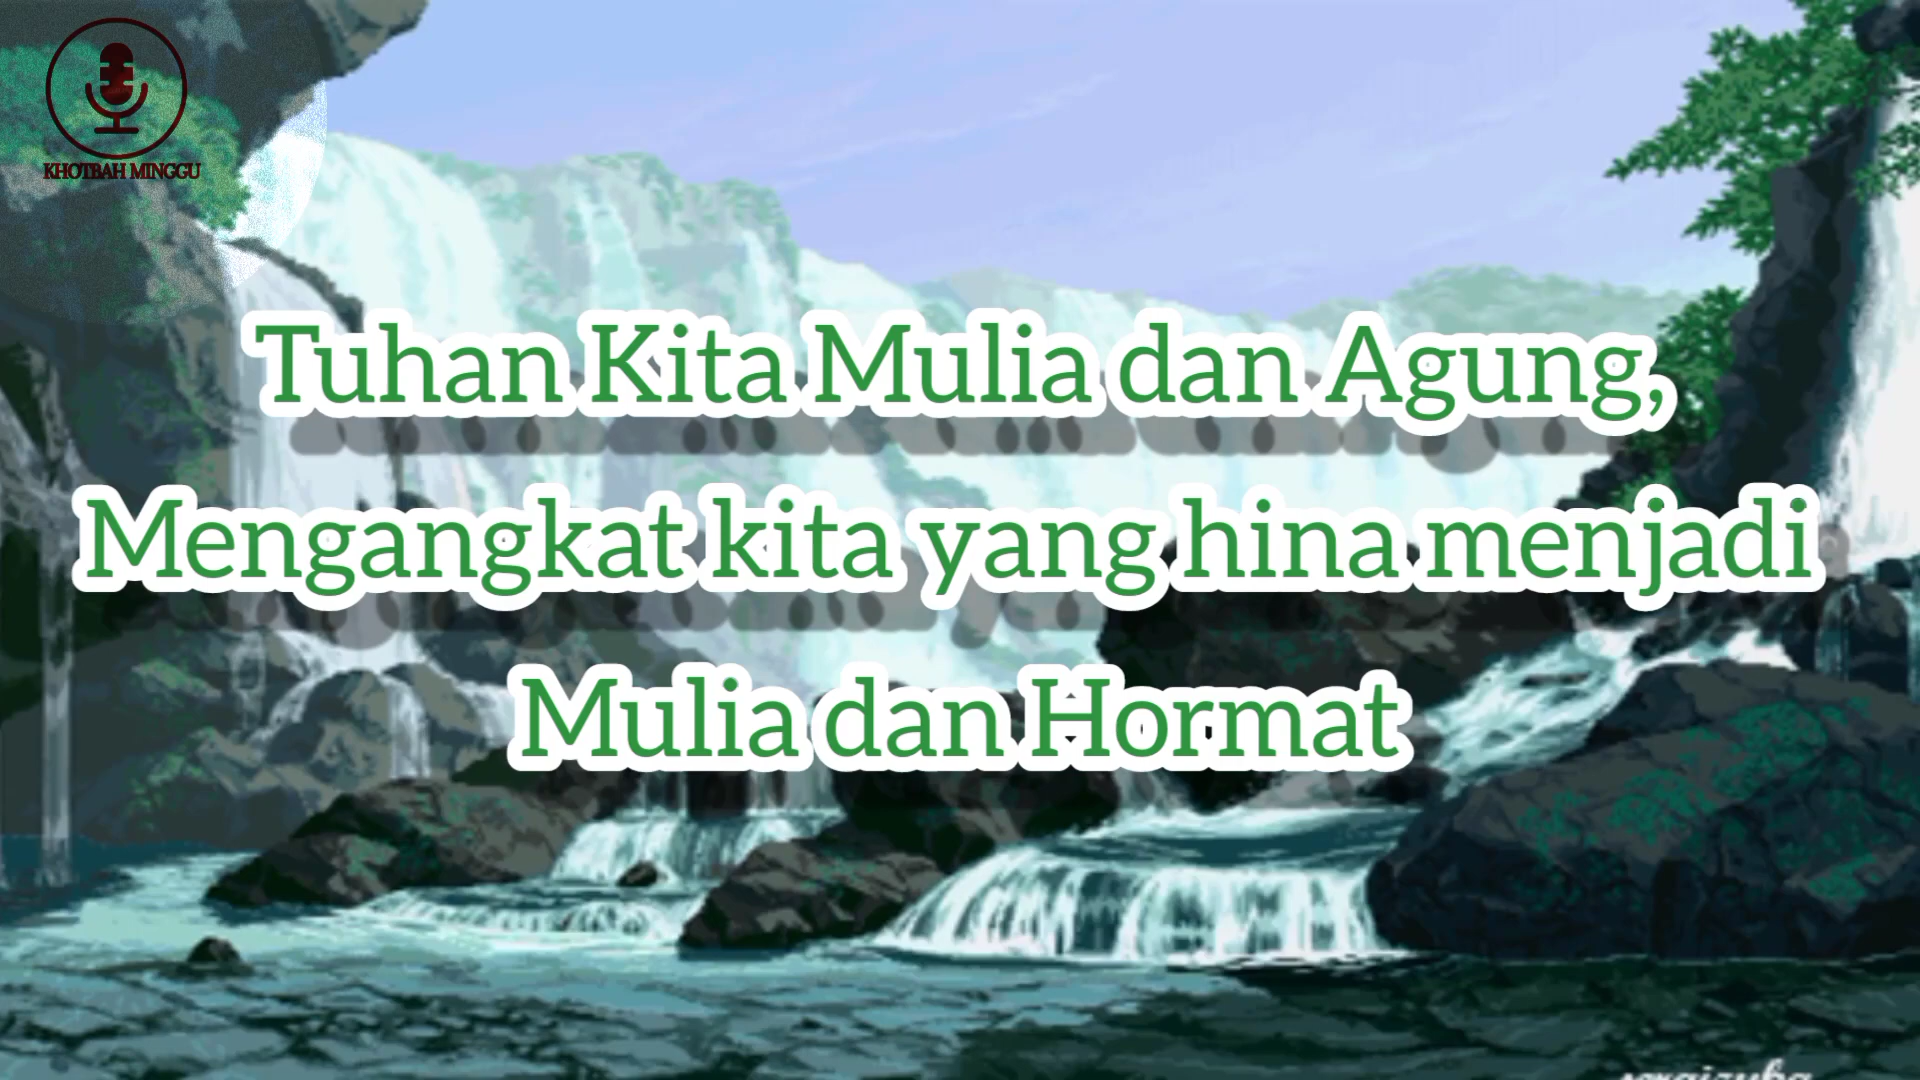 KHOTBAH MINGGU
Tuhan Kita Mulia dan Agung,
Mengangkat kita yang hina menjadi
Mulia dan Hormat